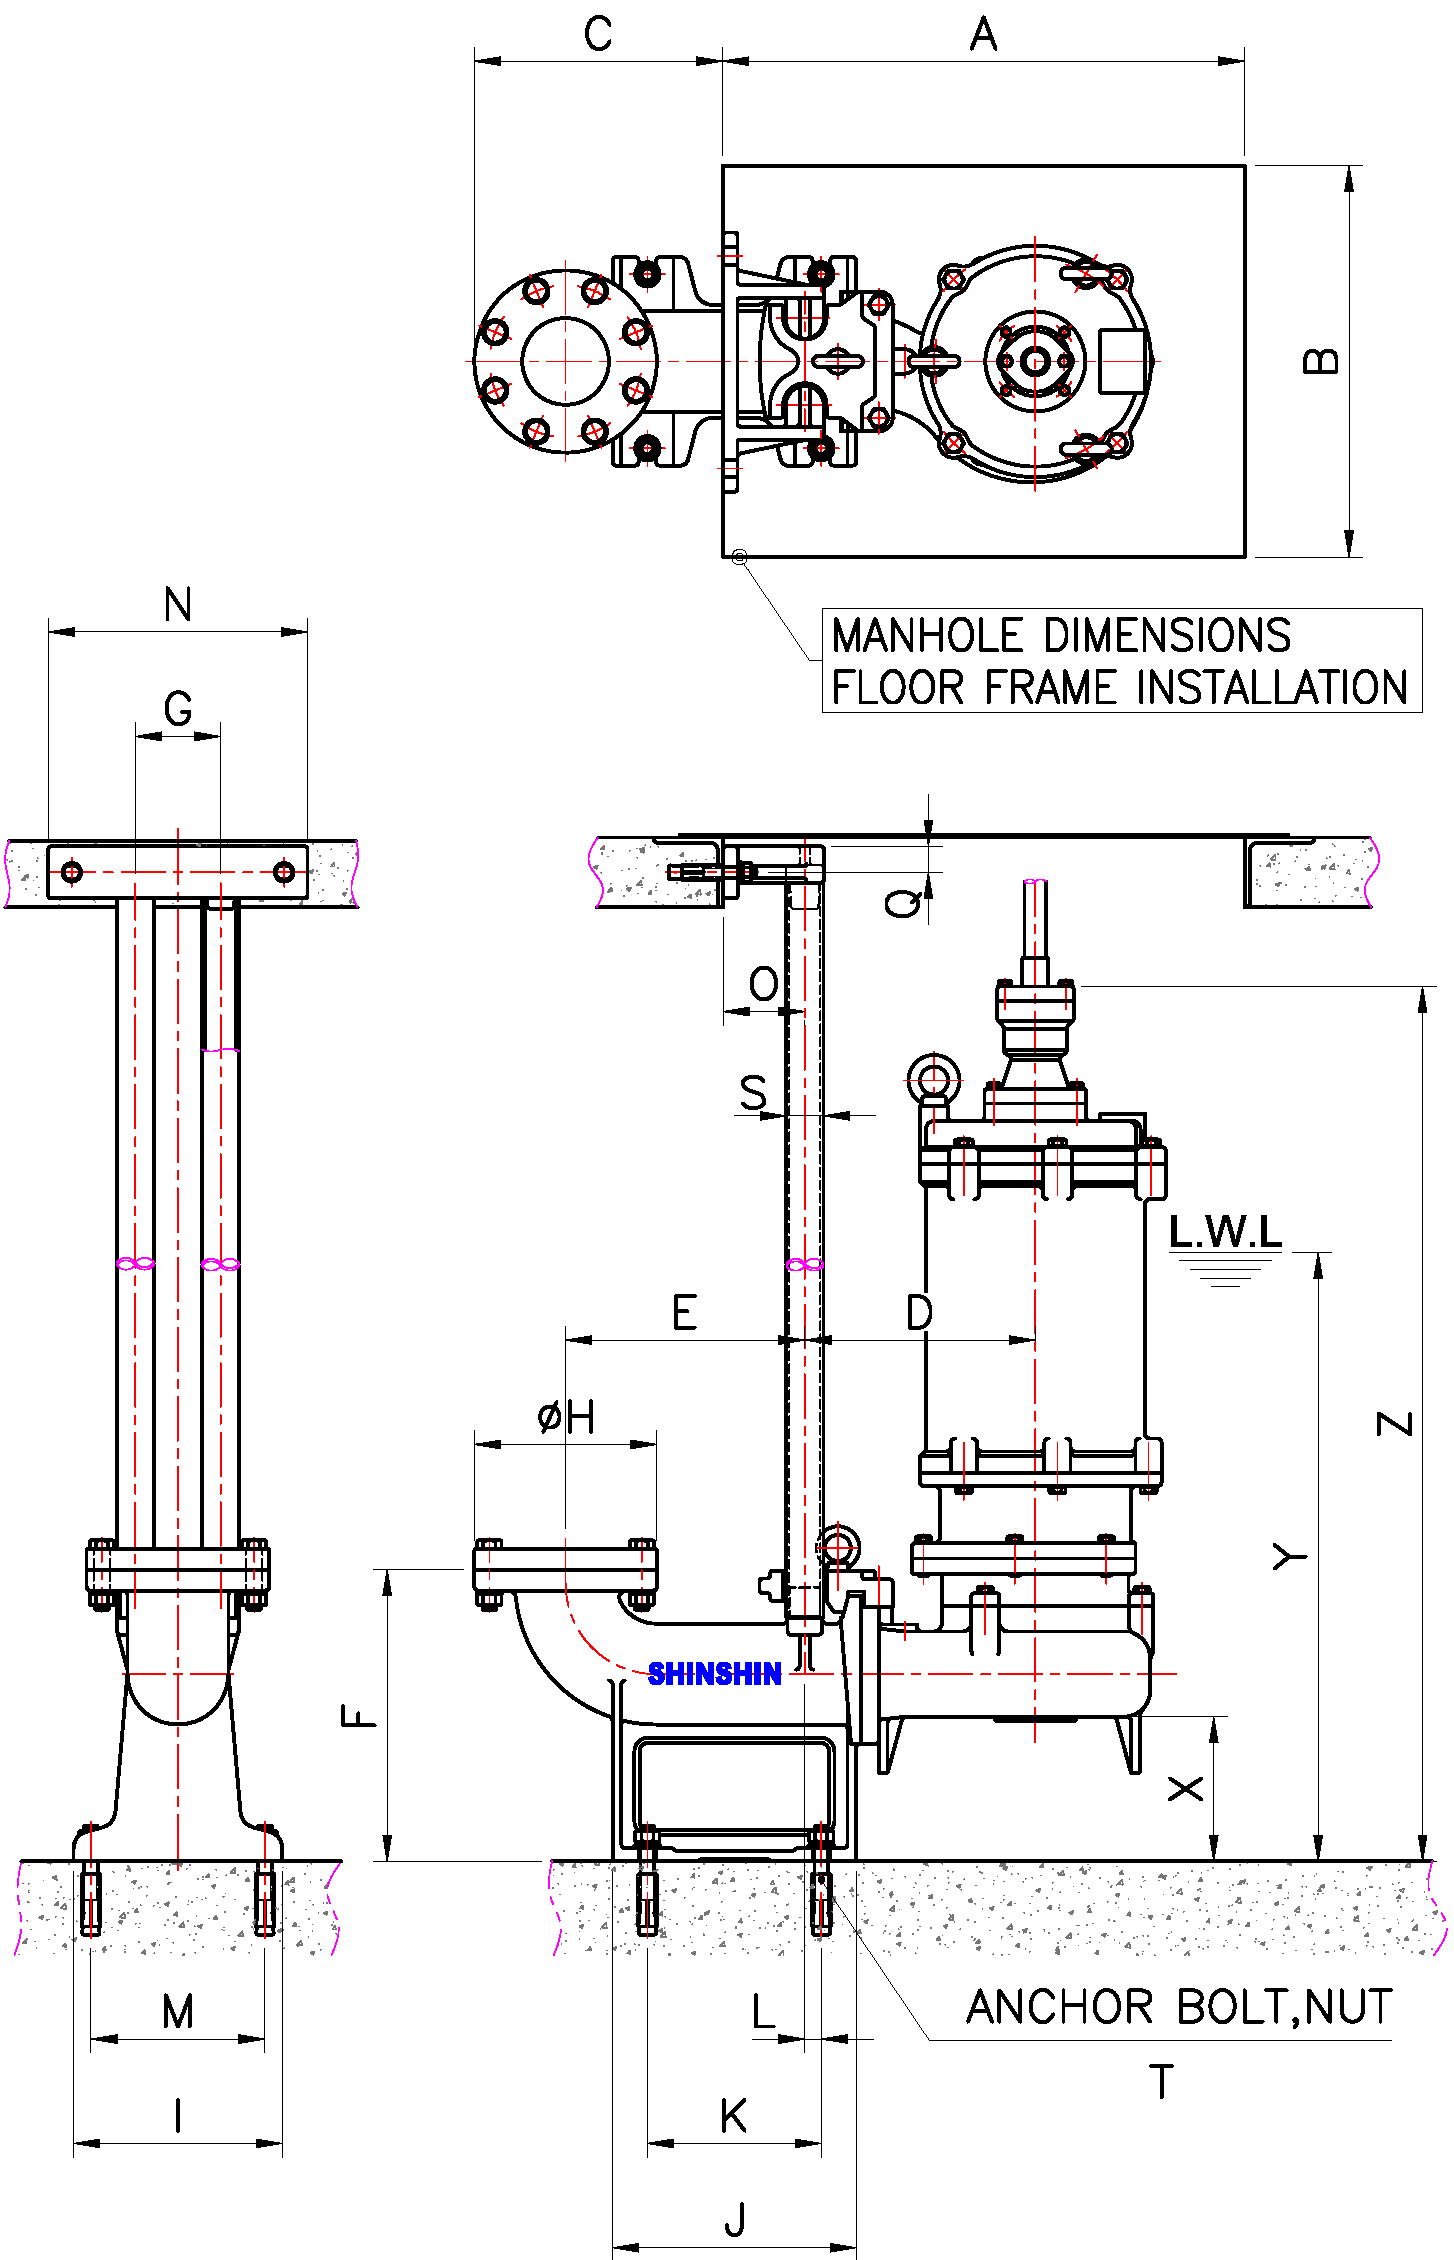 C
A
B
MANHOLE DIMENSIONS
FLOOR FRAME INSTALLATION
N
G
Q
O
S
L.W.L
E
D
ØH
Z
Y
SHINSHIN
F
X
ANCHOR BOLT,NUT
T
M
L
I
K
J